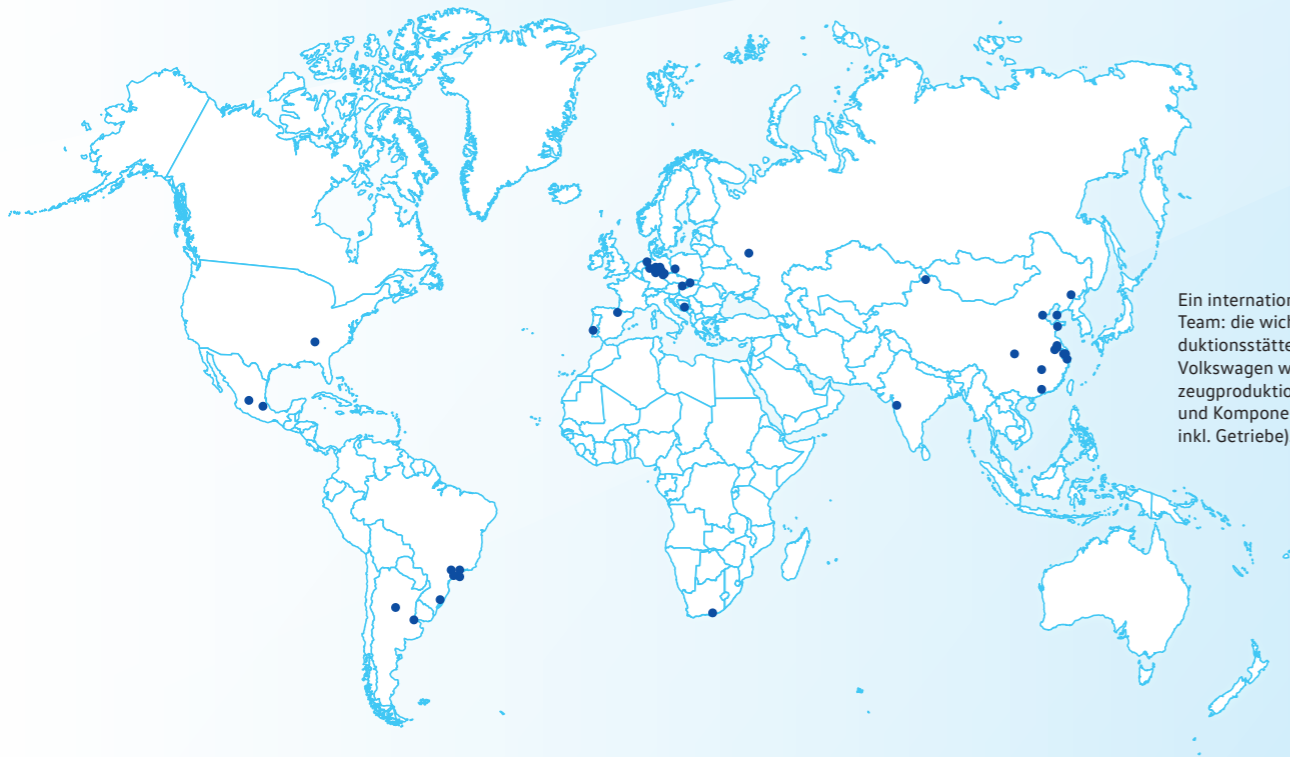 Ein internation
Team: die wich
duktionsstätte
Volkswagen w
zeugproduktio
und Kompone
inkl. Getriebe)